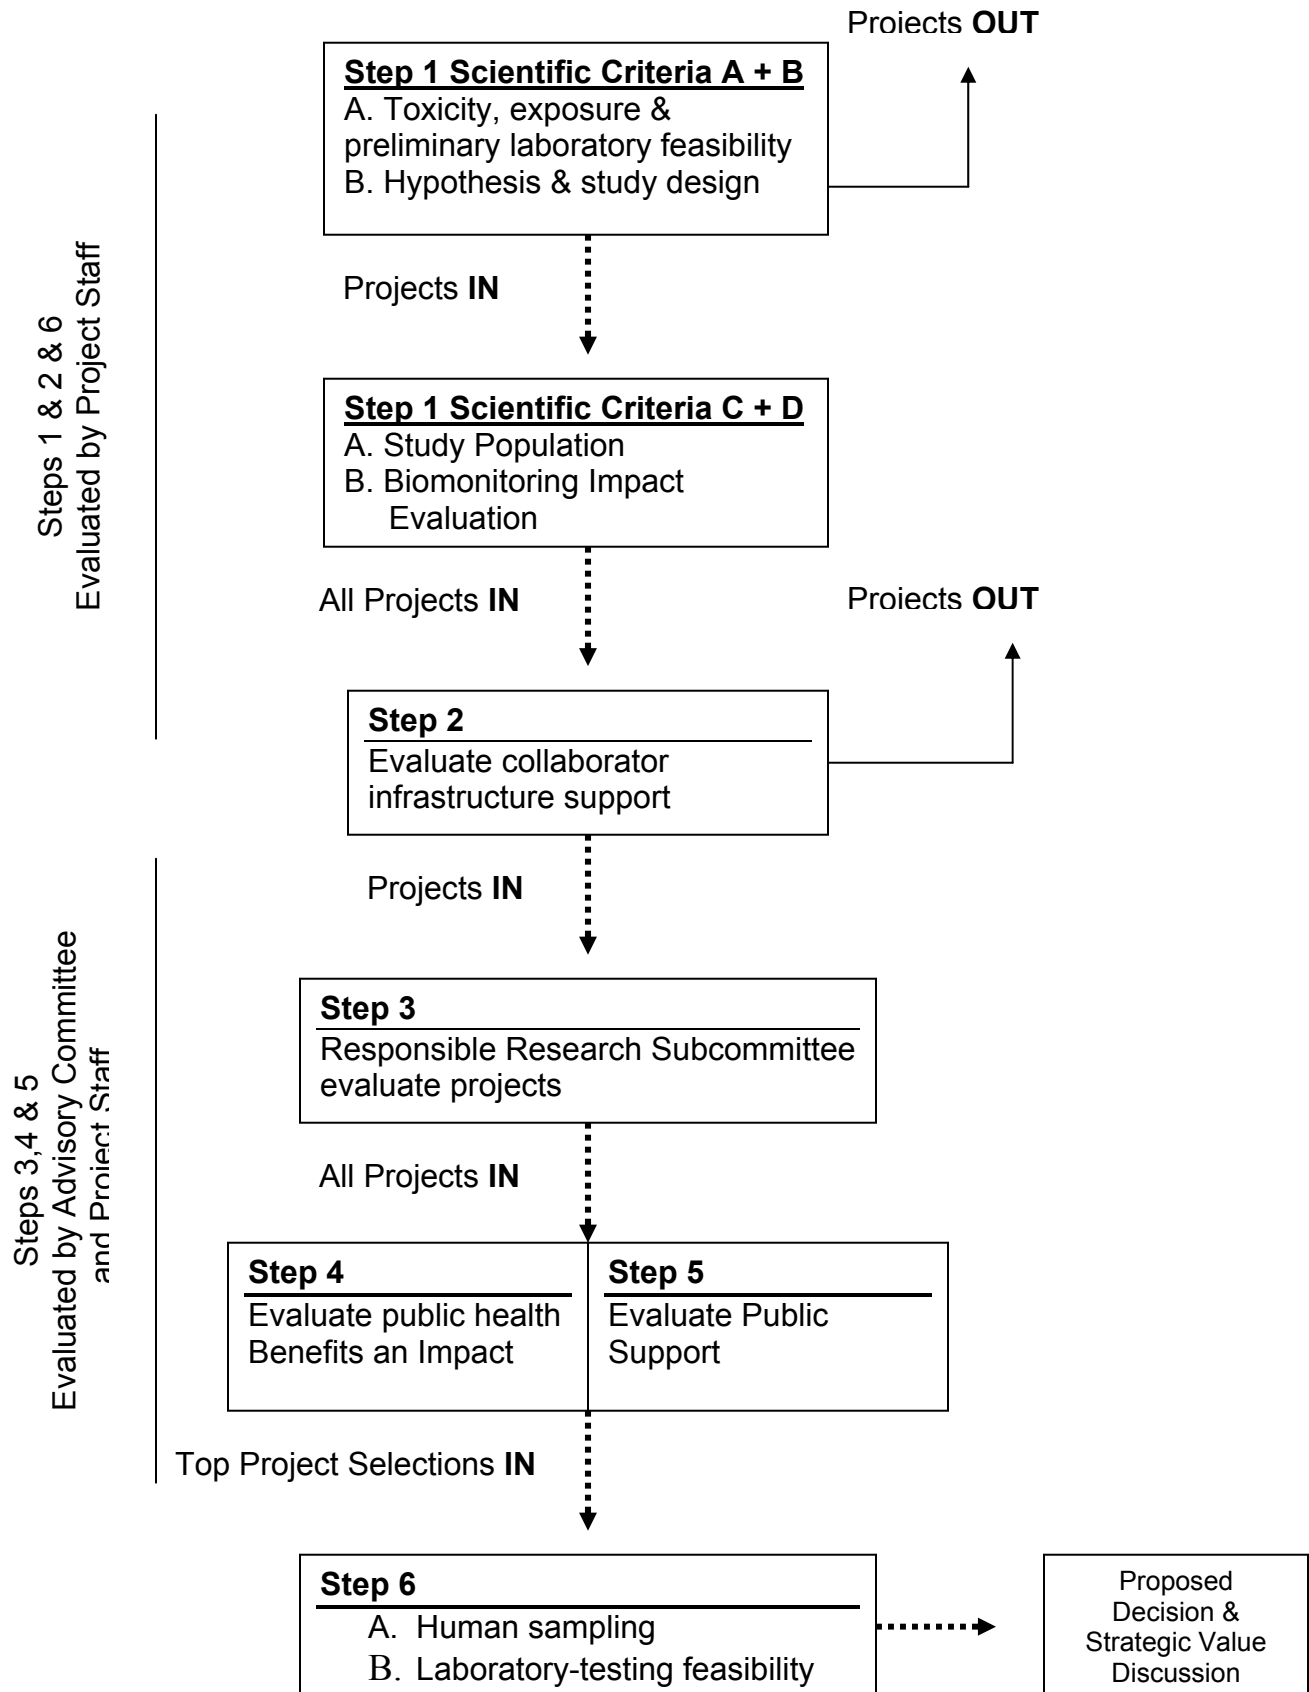 Projects OUT
Step 1 Scientific Criteria A + B
A. Toxicity, exposure &
preliminary laboratory feasibility
B. Hypothesis & study design
Projects IN
Steps 1 & 2 & 6
Evaluated by Project Staff
Step 1 Scientific Criteria C + D
A. Study Population
B. Biomonitoring Impact
Evaluation
All Projects IN
Projects OUT
Step 2
Evaluate collaborator
infrastructure support
Projects IN
Steps 3,4 & 5
Evaluated by Advisory Committee
and Project Staff
Step 3
Responsible Research Subcommittee
evaluate projects
All Projects IN
Step 4
Evaluate public health
Benefits an Impact
Step 5
Evaluate Public
Support
Top Project Selections IN
Step 6
A. Human sampling
B. Laboratory-testing feasibility
Proposed
Decision &
Strategic Value
Discussion